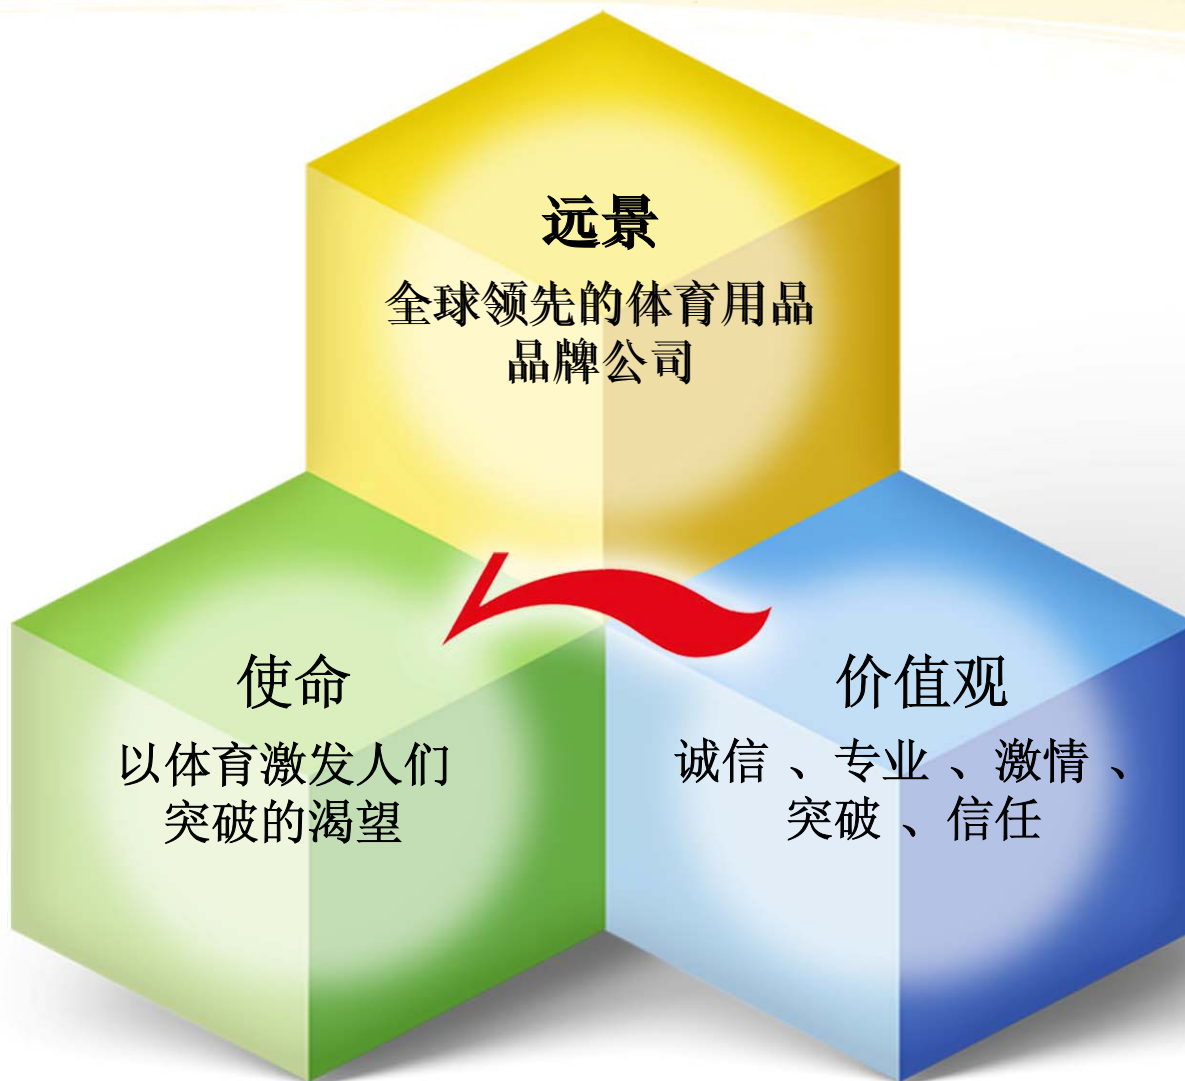 远景
全球领先的体育用品
品牌公司
使命
以体育激发人们
突破的渴望
价值观
诚信 、专业 、激情 、
突破 、信任